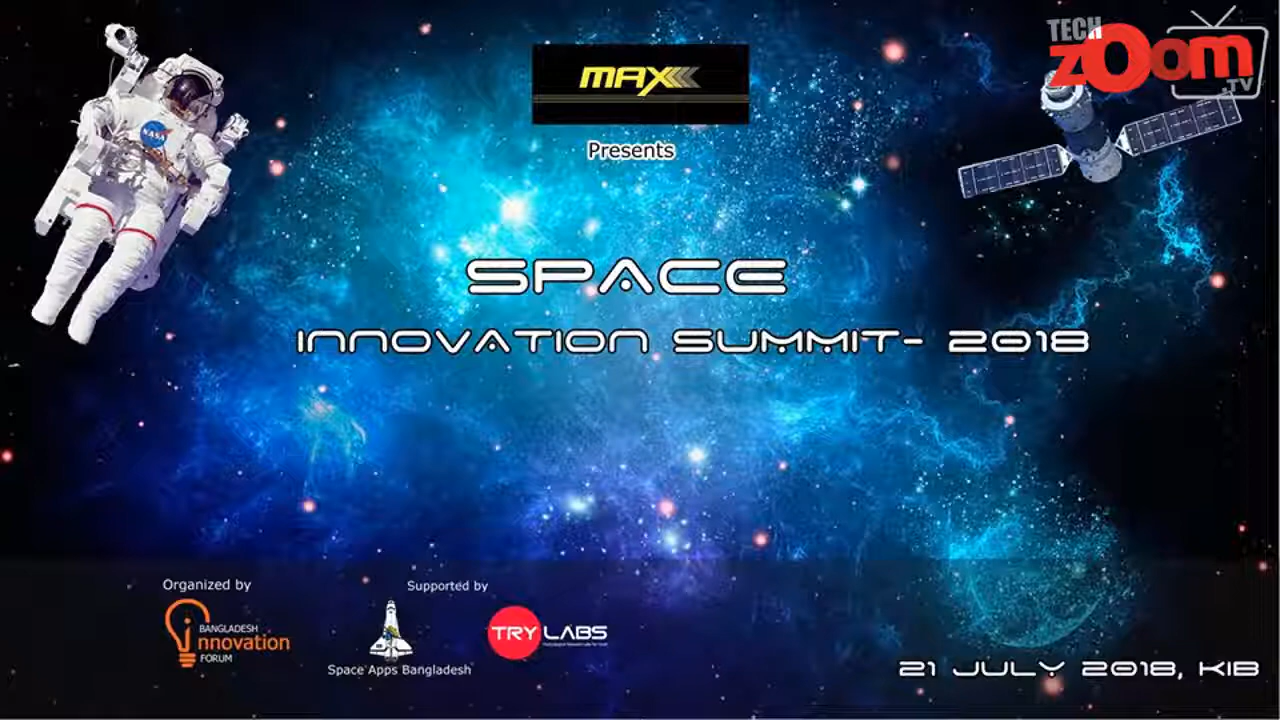 TECH
zoom
.TV
MAX
Presents
NASA
SPACE
INNOVATION SUMMIT- 2018
Organized by
Supported by
BANGLADESH
innovation
FORUM
TRY LABS
Space Apps Bangladesh
21 JULY 2018, KIB